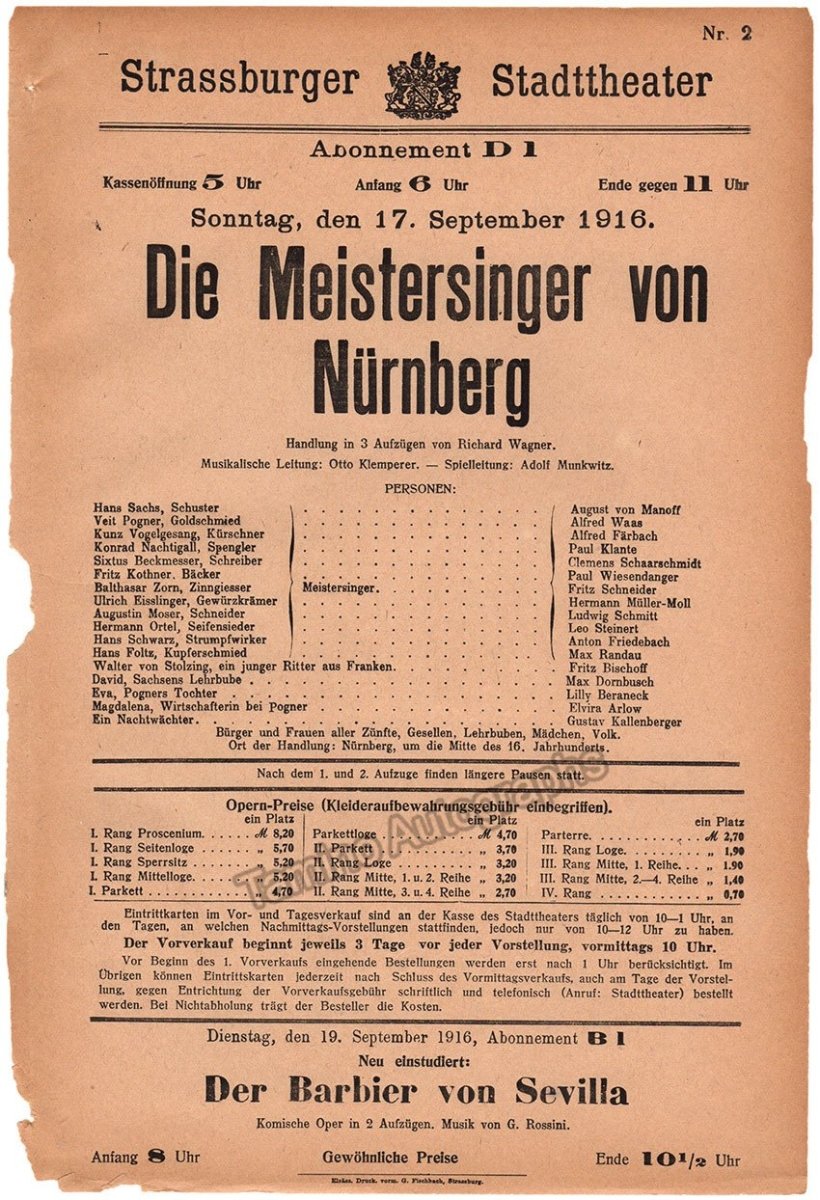 Nr. 2
Strassburger Stadttheater
Abonnement D 1
Kassenöffnung 5 Uhr Anfang 6 Uhr Ende gegen 11 Uhr
Sonntag, den 17. September 1916.
Die Meistersinger von
Nürnberg
Handlung in 3 Aufzügen von Richard Wagner.
Musikalische Leitung: Otto Klemperer. — Spielleitung: Adolf Munkwitz.
PERSONEN:
Hans Sachs, Schuster . . . . . . . . . . . . August von Manoff
Veit Pogner, Goldschmied . . . . . . . . . . . . Alfred Waas
Kunz Vogelgesang, Kürschner . . . . . . . . . . . . Alfred Färbach
Konrad Nachtigall, Spengler . . . . . . . . . . . . Paul Klante
Sixtus Beckmesser, Schreiber . . . . . . . . . . . . Clemens Schaarschmidt
Fritz Kothner. Bäcker . . . . . . . . . . . . Paul Wiesendanger
Balthasar Zorn, Zinngiesser Meistersinger. . . . . . . . . Fritz Schneider
Ulrich Eisslinger, Gewürzkrämer . . . . . . . . . . . . Hermann Müller-Moll
Augustin Moser, Schneider . . . . . . . . . . . . Ludwig Schmitt
Hermann Ortel, Seifensieder . . . . . . . . . . . . Leo Steinert
Hans Schwarz, Strumpfwirker . . . . . . . . . . . . Anton Friedebach
Hans Foltz, Kupferschmied . . . . . . . . . . . . Max Randau
Walter von Stolzing, ein junger Ritter aus Franken. . . . . . . . Fritz Bischoff
David, Sachsens Lehrbube . . . . . . . . . . . . Max Dornbusch
Eva, Pogners Tochter . . . . . . . . . . . . Lilly Beraneck
Magdalena, Wirtschafterin bei Pogner . . . . . . . . . . Elvira Arlow
Ein Nachtwächter. . . . . . . . . . . . . Gustav Kallenberger
Bürger und Frauen aller Zünfte, Gesellen, Lehrbuben, Mädchen, Volk.
Ort der Handlung: Nürnberg, um die Mitte des 16. Jahrhunderts.
Nach dem 1. und 2. Aufzuge finden längere Pausen statt.
Opern-Preise (Kleideraufbewahrungsgebühr einbegriffen).
ein Platz ein Platz ein Platz
I. Rang Proscenium. . . . . M 8,20 Parkettloge . . . . . M 4,70 Parterre. . . . . M 2,70
I. Rang Seitenloge . . . . . „ 5,70 II. Parkett . . . . . „ 3,70 III. Rang Loge. . . . . „ 1,90
I. Rang Sperrsitz . . . . . „ 5,20 II. Rang Loge . . . . . „ 3,20 III. Rang Mitte, 1. Reihe. . . „ 1.90
I. Rang Mittelloge. . . . . „ 5,20 II. Rang Mitte, 1. u. 2. Reihe „ 3,20 III. Rang Mitte, 2.—4. Reihe „ 1,40
I. Parkett . . . . . „ 4,70 II. Rang Mitte, 3. u. 4. Reihe „ 2,70 IV. Rang . . . . . „ 0,70
Eintrittkarten im Vor- und Tagesverkauf sind an der Kasse des Stadttheaters täglich von 10—1 Uhr, an
den Tagen, an welchen Nachmittags-Vorstellungen stattfinden, jedoch nur von 10—12 Uhr zu haben.
Der Vorverkauf beginnt jeweils 3 Tage vor jeder Vorstellung, vormittags 10 Uhr.
Vor Beginn des 1. Vorverkaufs eingehende Bestellungen werden erst nach 1 Uhr berücksichtigt. Im
Übrigen können Eintrittskarten jederzeit nach Schluss des Vormittagsverkaufs, auch am Tage der Vorstel-
lung, gegen Entrichtung der Vorverkaufsgebühr schriftlich und telefonisch (Anruf: Stadttheater) bestellt
werden. Bei Nichtabholung trägt der Besteller die Kosten.
Dienstag, den 19. September 1916, Abonnement B 1
Neu einstudiert:
Der Barbier von Sevilla
Komische Oper in 2 Aufzügen. Musik von G. Rossini.
Anfang 8 Uhr Gewöhnliche Preise Ende 10 1/2 Uhr
Elsäss. Druck. vorm. G. Fischbach, Strassburg.
Tamino Autographs